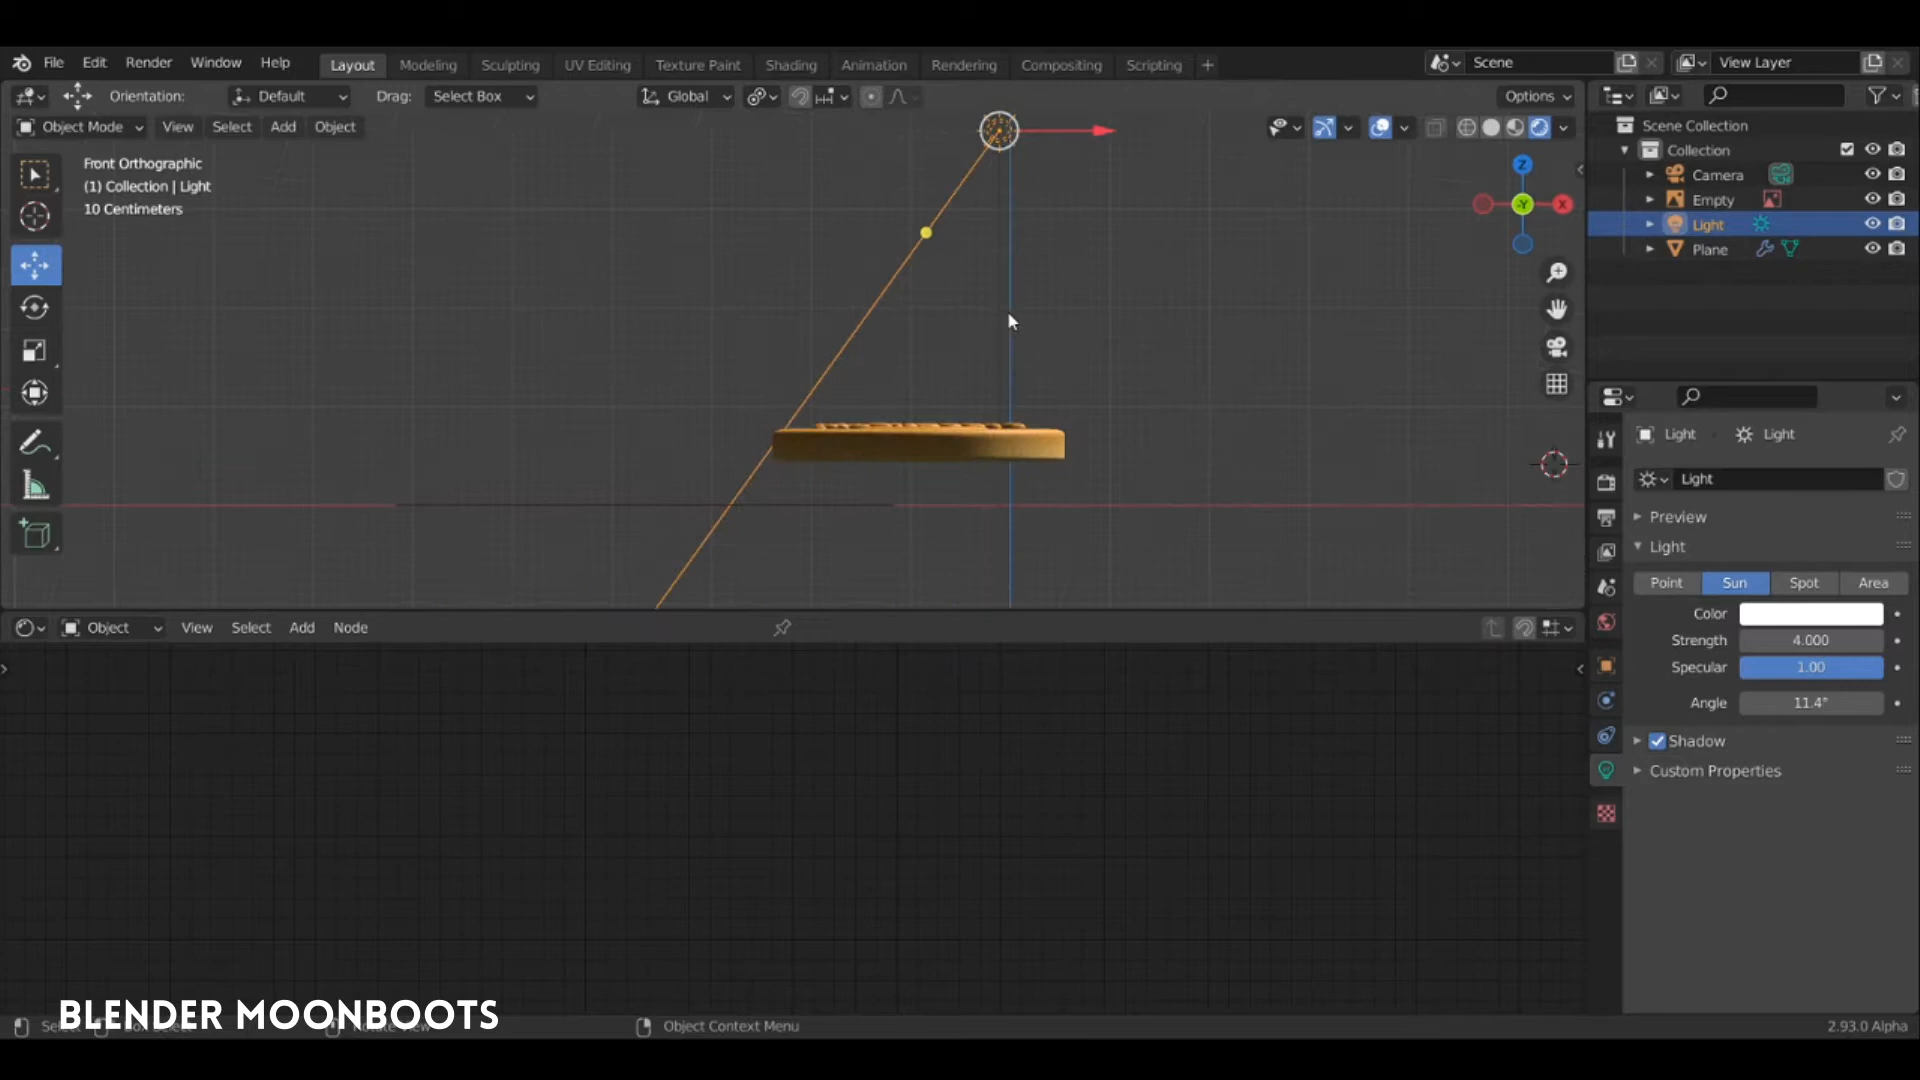 File Edit Render Window Help Layout Modeling Sculpting UV Editing Texture Paint Shading Animation Rendering Compositing Scripting + Scene View Layer
Orientation: Default Drag: Select Box Global Options
Object Mode View Select Add Object
Front Orthographic
(1) Collection | Light
10 Centimeters
Z
-Y
X
Scene Collection
Collection
Camera
Empty
Light
Plane
Light Light
Light
Preview
Light
Point Sun Spot Area
Color
Strength 4.000
Specular 1.00
Angle 11.4°
Shadow
Custom Properties
Object View Select Add Node
BLENDER MOONBOOTS
Object Context Menu
2.93.0 Alpha